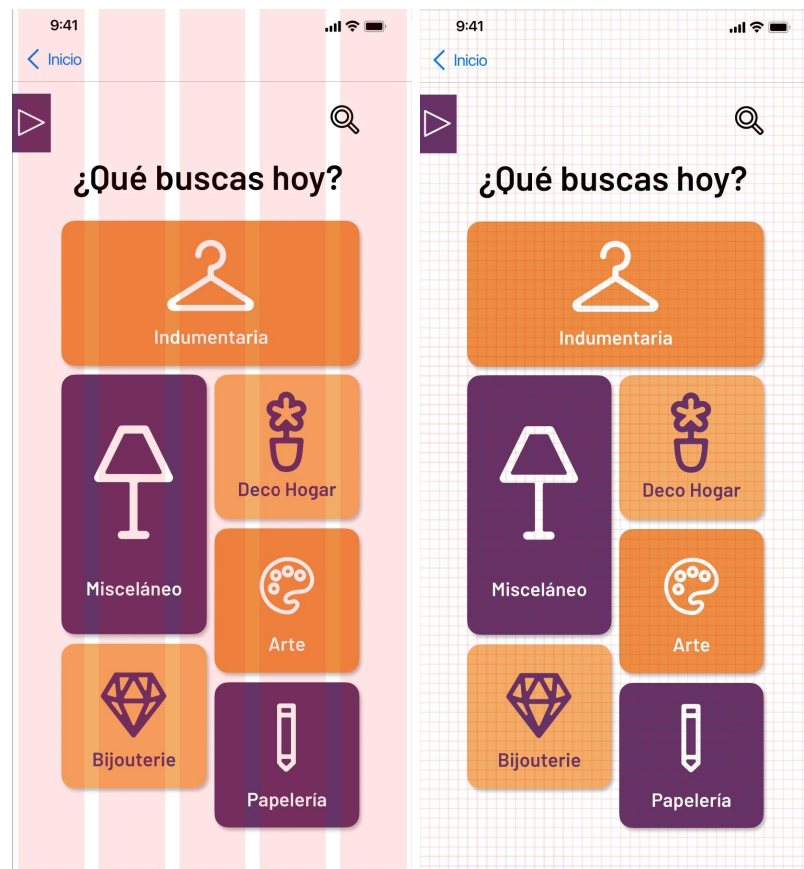 9:41
Inicio
¿Qué buscas hoy?
Indumentaria
Deco Hogar
Misceláneo
Arte
Bijouterie
Papelería
9:41
Inicio
¿Qué buscas hoy?
Indumentaria
Deco Hogar
Misceláneo
Arte
Bijouterie
Papelería